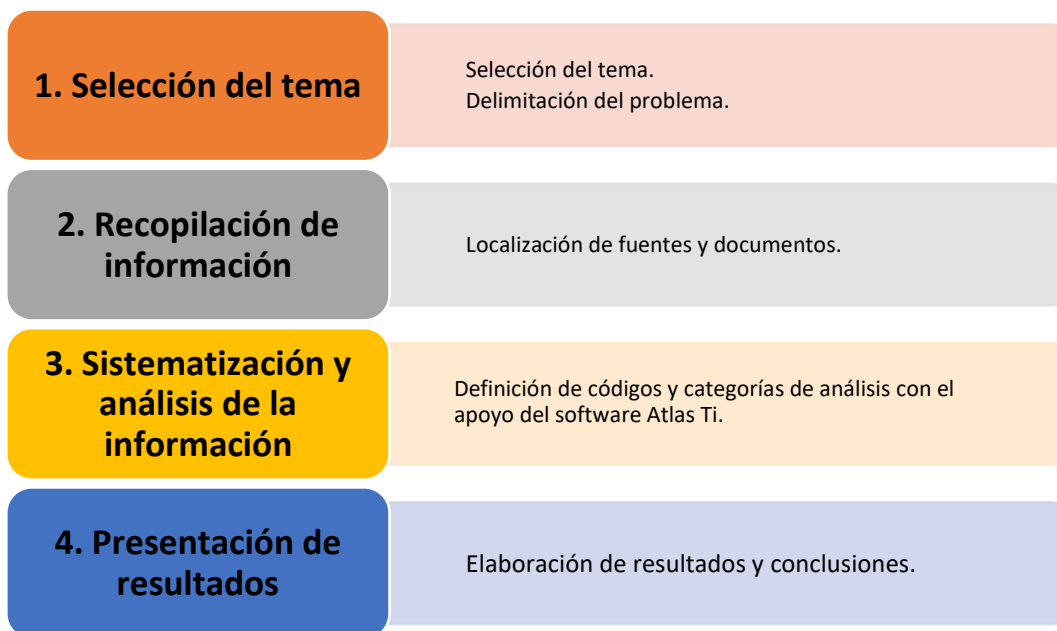 1. Selección del tema
Selección del tema.
Delimitación del problema.
2. Recopilación de
información
Localización de fuentes y documentos.
3. Sistematización y
análisis de la
información
Definición de códigos y categorías de análisis con el
apoyo del software Atlas Ti.
4. Presentación de
resultados
Elaboración de resultados y conclusiones.